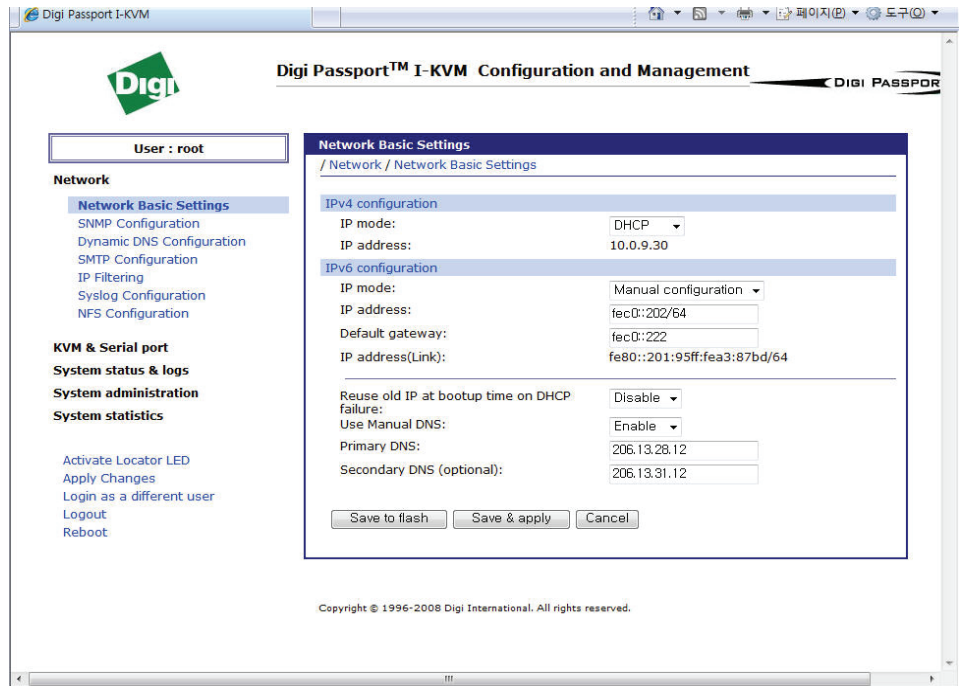 Digi Passport I-KVM
페이지(P)
도구(O)
Digi
Digi Passport™ I-KVM Configuration and Management
DIGI PASSPOR
User : root
Network
Network Basic Settings
SNMP Configuration
Dynamic DNS Configuration
SMTP Configuration
IP Filtering
Syslog Configuration
NFS Configuration
KVM & Serial port
System status & logs
System administration
System statistics
Activate Locator LED
Apply Changes
Login as a different user
Logout
Reboot
Network Basic Settings
/ Network / Network Basic Settings
IPv4 configuration
IP mode: DHCP
IP address: 10.0.9.30
IPv6 configuration
IP mode: Manual configuration
IP address: fec0::202/64
Default gateway: fec0::222
IP address(Link): fe80::201:95ff:fea3:87bd/64
Reuse old IP at bootup time on DHCP failure: Disable
Use Manual DNS: Enable
Primary DNS: 206.13.28.12
Secondary DNS (optional): 206.13.31.12
Save to flash Save & apply Cancel
Copyright © 1996-2008 Digi International. All rights reserved.